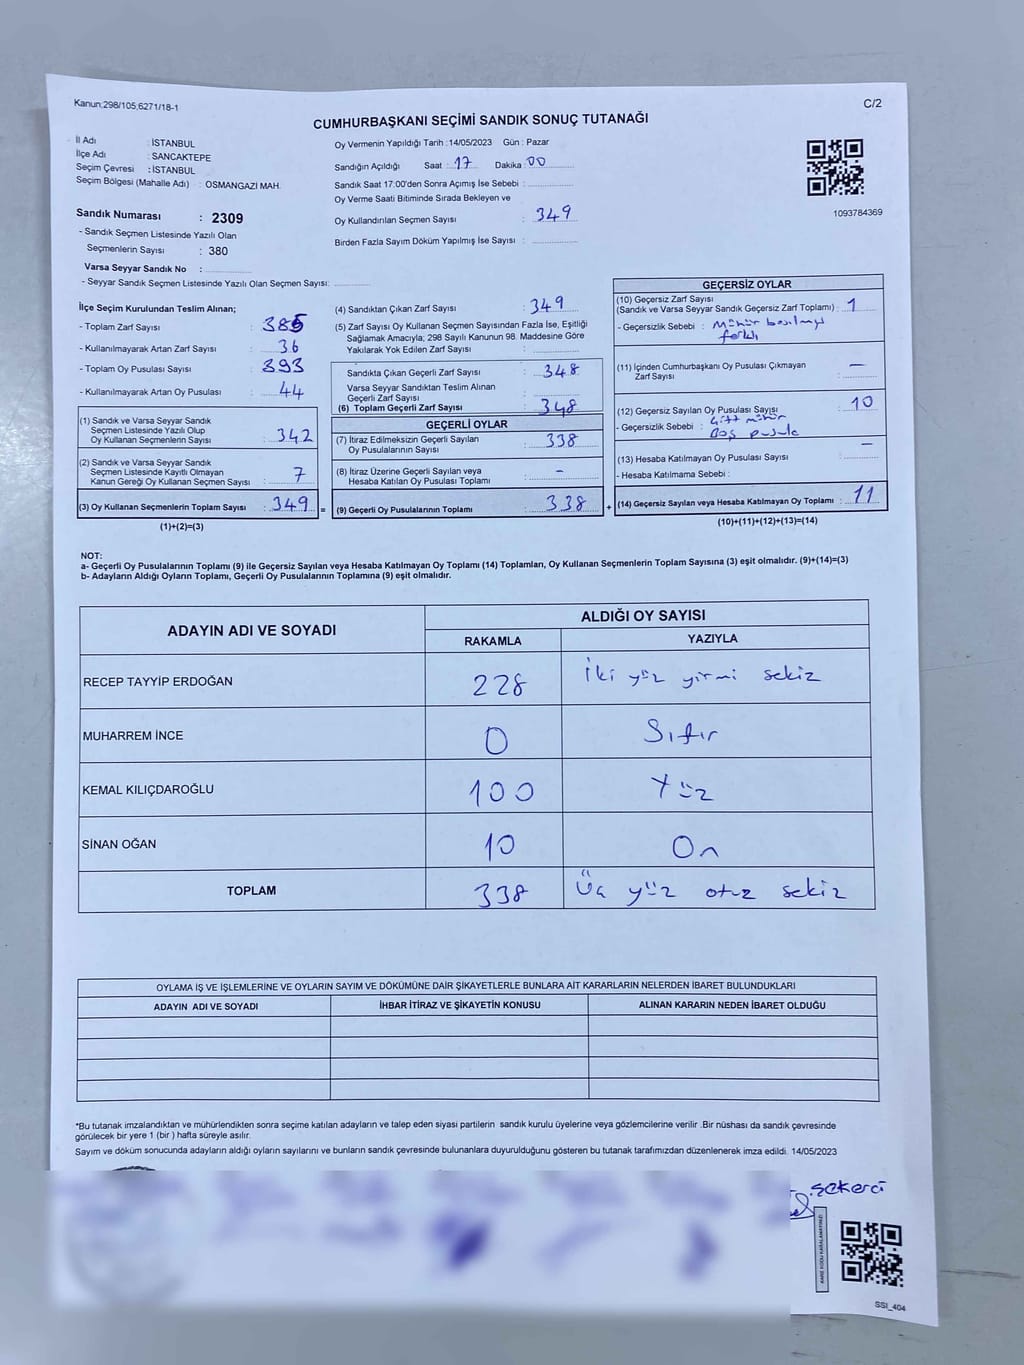 Kanun;298/105,6271/18-1
C/2
CUMHURBAŞKANI SEÇİMİ SANDIK SONUÇ TUTANAĞI
İl Adı : İSTANBUL
İlçe Adı : SANCAKTEPE
Seçim Çevresi : İSTANBUL
Seçim Bölgesi (Mahalle Adı) : OSMANGAZİ MAH.
Sandık Numarası : 2309
- Sandık Seçmen Listesinde Yazılı Olan
Seçmenlerin Sayısı : 380
Varsa Seyyar Sandık No :
- Seyyar Sandık Seçmen Listesinde Yazılı Olan Seçmen Sayısı:
Oy Vermenin Yapıldığı Tarih :14/05/2023 Gün : Pazar
Sandığın Açıldığı Saat : 17 Dakika : 00
Sandık Saat 17:00'den Sonra Açımış İse Sebebi :
Oy Verme Saati Bitiminde Sırada Bekleyen ve
Oy Kullandırılan Seçmen Sayısı : 349
Birden Fazla Sayım Döküm Yapılmış İse Sayısı :
1093784369
İlçe Seçim Kurulundan Teslim Alınan;
- Toplam Zarf Sayısı : 385
- Kullanılmayarak Artan Zarf Sayısı : 36
- Toplam Oy Pusulası Sayısı : 393
- Kullanılmayarak Artan Oy Pusulası : 44
(1) Sandık ve Varsa Seyyar Sandık
Seçmen Listesinde Yazılı Olup
Oy Kullanan Seçmenlerin Sayısı : 342
(2) Sandık ve Varsa Seyyar Sandık
Seçmen Listesinde Kayıtlı Olmayan
Kanun Gereği Oy Kullanan Seçmen Sayısı : 7
(3) Oy Kullanan Seçmenlerin Toplam Sayısı : 349 =
(1)+(2)=(3)
(4) Sandıktan Çıkan Zarf Sayısı : 349
(5) Zarf Sayısı Oy Kullanan Seçmen Sayısından Fazla İse, Eşitliği
Sağlamak Amacıyla; 298 Sayılı Kanunun 98. Maddesine Göre
Yakılarak Yok Edilen Zarf Sayısı :
Sandıkta Çıkan Geçerli Zarf Sayısı : 348
Varsa Seyyar Sandıktan Teslim Alınan
Geçerli Zarf Sayısı :
(6) Toplam Geçerli Zarf Sayısı : 348
GEÇERLİ OYLAR
(7) İtiraz Edilmeksizin Geçerli Sayılan
Oy Pusulalarının Sayısı : 338
(8) İtiraz Üzerine Geçerli Sayılan veya
Hesaba Katılan Oy Pusulası Toplamı : -
(9) Geçerli Oy Pusulalarının Toplamı : 338 +
GEÇERSİZ OYLAR
(10) Geçersiz Zarf Sayısı
(Sandık ve Varsa Seyyar Sandık Geçersiz Zarf Toplamı) : 1
- Geçersizlik Sebebi : Mühür
farklı
(11) İçinden Cumhurbaşkanı Oy Pusulası Çıkmayan
Zarf Sayısı : -
(12) Geçersiz Sayılan Oy Pusulası Sayısı : 10
- Geçersizlik Sebebi : Çift mühür
Boş pusula
(13) Hesaba Katılmayan Oy Pusulası Sayısı : -
- Hesaba Katılmama Sebebi :
(14) Geçersiz Sayılan veya Hesaba Katılmayan Oy Toplamı : 11
(10)+(11)+(12)+(13)=(14)
NOT:
a- Geçerli Oy Pusulalarının Toplamı (9) ile Geçersiz Sayılan veya Hesaba Katılmayan Oy Toplamı (14) Toplamları, Oy Kullanan Seçmenlerin Toplam Sayısına (3) eşit olmalıdır. (9)+(14)=(3)
b- Adayların Aldığı Oyların Toplamı, Geçerli Oy Pusulalarının Toplamına (9) eşit olmalıdır.
ADAYIN ADI VE SOYADI
ALDIĞI OY SAYISI
RAKAMLA YAZIYLA
RECEP TAYYİP ERDOĞAN 228 İki yüz yirmi sekiz
MUHARREM İNCE 0 Sıfır
KEMAL KILIÇDAROĞLU 100 Yüz
SİNAN OĞAN 10 On
TOPLAM 338 Üç yüz otuz sekiz
OYLAMA İŞ VE İŞLEMLERİNE VE OYLARIN SAYIM VE DÖKÜMÜNE DAİR ŞİKAYETLERLE BUNLARA AİT KARARLARIN NELERDEN İBARET BULUNDUKLARI
ADAYIN ADI VE SOYADI İHBAR İTİRAZ VE ŞİKAYETİN KONUSU ALINAN KARARIN NEDEN İBARET OLDUĞU
*Bu tutanak imzalandıktan ve mühürlendikten sonra seçime katılan adayların ve talep eden siyasi partilerin sandık kurulu üyelerine veya gözlemcilerine verilir .Bir nüshası da sandık çevresinde
görülecek bir yere 1 (bir ) hafta süreyle asılır.
Sayım ve döküm sonucunda adayların aldığı oyların sayılarını ve bunların sandık çevresinde bulunanlara duyurulduğunu gösteren bu tutanak tarafımızdan düzenlenerek imza edildi. 14/05/2023
Şekerci
KARE KODU KARALAMAYINIZ!
SSI_404